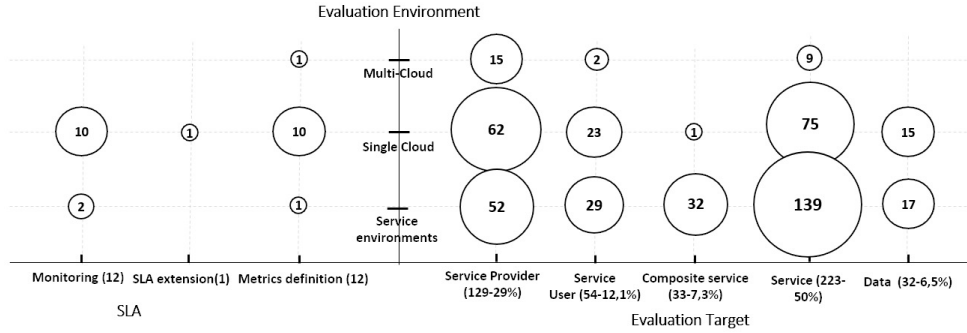 Evaluation Environment
1
15
2
9
Multi-Cloud
10
1
10
62
23
1
75
15
Single Cloud
2
1
52
29
32
139
17
Service
environments
Monitoring (12)
SLA extension(1)
Metrics definition (12)
Service Provider
(129-29%)
Service
User (54-12,1%)
Composite service
(33-7,3%)
Service (223-
50%)
Data (32-6,5%)
SLA
Evaluation Target